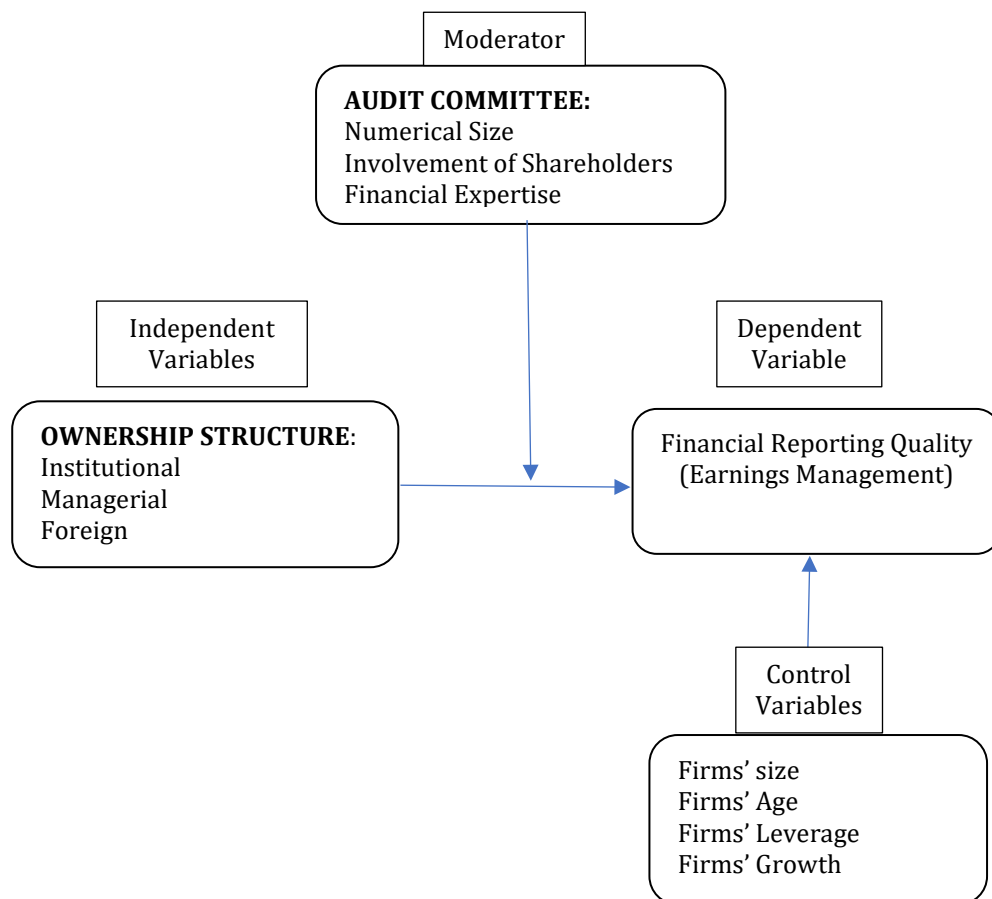 Moderator
AUDIT COMMITTEE:
Numerical Size
Involvement of Shareholders
Financial Expertise
Independent
Variables
Dependent
Variable
OWNERSHIP STRUCTURE:
Institutional
Managerial
Foreign
Financial Reporting Quality
(Earnings Management)
Control
Variables
Firms’ size
Firms’ Age
Firms’ Leverage
Firms’ Growth